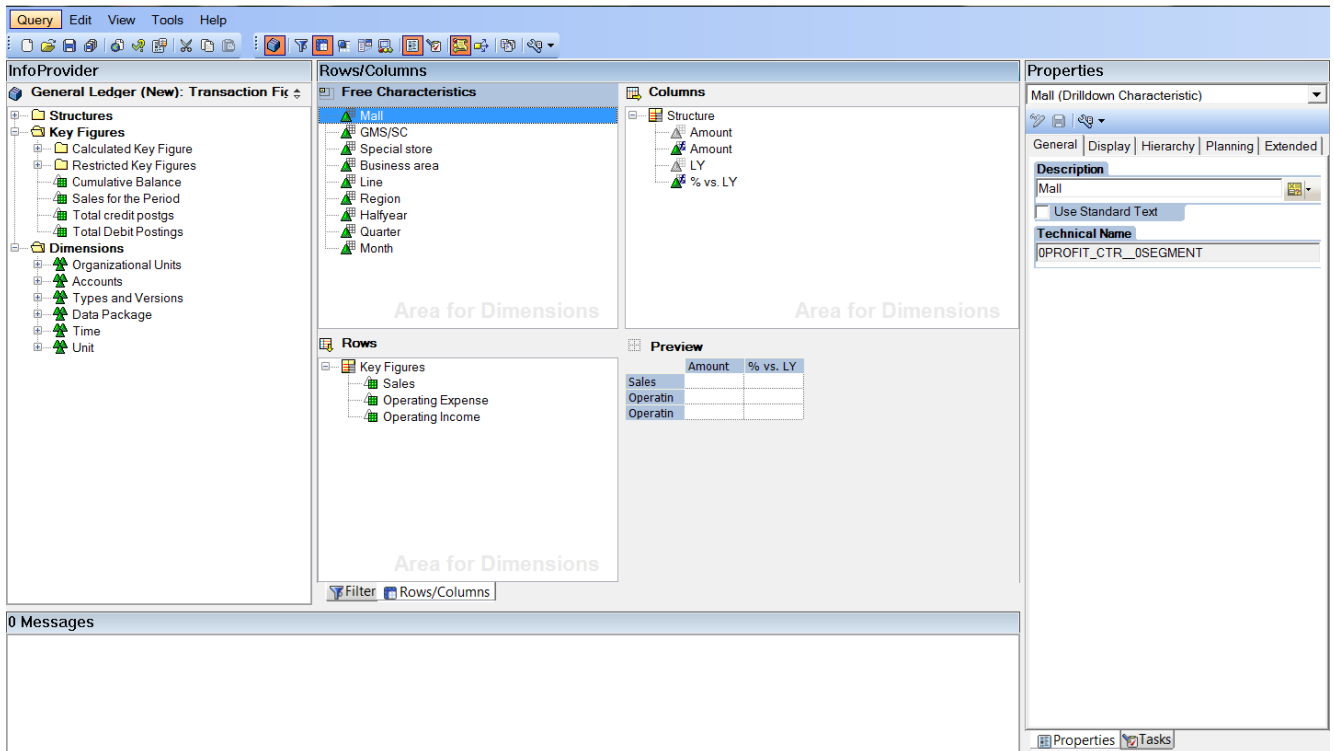 Query Edit View Tools Help
InfoProvider
General Ledger (New): Transaction Fig
Structures
Key Figures
Calculated Key Figure
Restricted Key Figures
Cumulative Balance
Sales for the Period
Total credit postgs
Total Debit Postings
Dimensions
Organizational Units
Accounts
Types and Versions
Data Package
Time
Unit
Rows/Columns
Free Characteristics
Mall
GMS/SC
Special store
Business area
Line
Region
Halfyear
Quarter
Month
Area for Dimensions
Columns
Structure
Amount
Amount
LY
% vs. LY
Area for Dimensions
Rows
Key Figures
Sales
Operating Expense
Operating Income
Area for Dimensions
Preview
Amount % vs. LY
Sales
Operatin
Operatin
Filter Rows/Columns
Properties
Mall (Drilldown Characteristic)
General Display Hierarchy Planning Extended
Description
Mall
Use Standard Text
Technical Name
0PROFIT_CTR__0SEGMENT
Properties Tasks
0 Messages